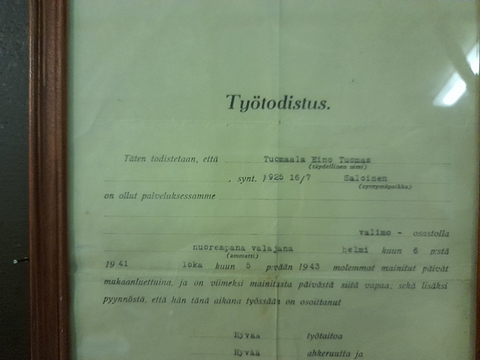 Työtodistus.
Täten todistetaan, että Tuomaala Eino Tuomas
(täydellinen nimi)
, synt. 1925 16/7 Saloinen
(syntymäpaikka)
on ollut palveluksessamme
valimo - osastolla
nuorempana valajana helmi kuun 6 p:stä
(ammatti)
1941 loka kuun 5 p:vään 1943 molemmat mainitut päivät
mukaanluettuina, ja on viimeksi mainitusta päivästä siitä vapaa, sekä lisäksi
pyynnöstä, että hän tänä aikana työssään on osoittanut
Hyvää työtaitoa
Hyvää ahkeruutta ja